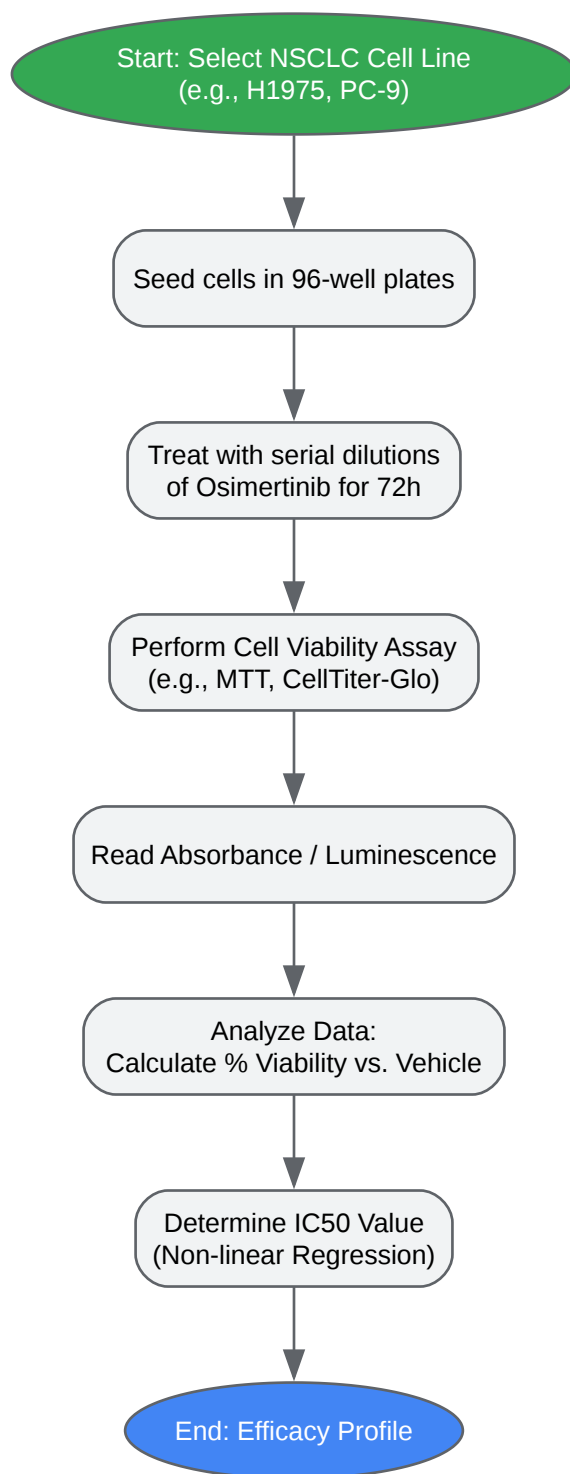 Start: Select NSCLC Cell Line
(e.g., H1975, PC-9)
Seed cells in 96-well plates
Treat with serial dilutions
of Osimertinib for 72h
Perform Cell Viability Assay
(e.g., MTT, CellTiter-Glo)
Read Absorbance / Luminescence
Analyze Data:
Calculate % Viability vs. Vehicle
Determine IC50 Value
(Non-linear Regression)
End: Efficacy Profile